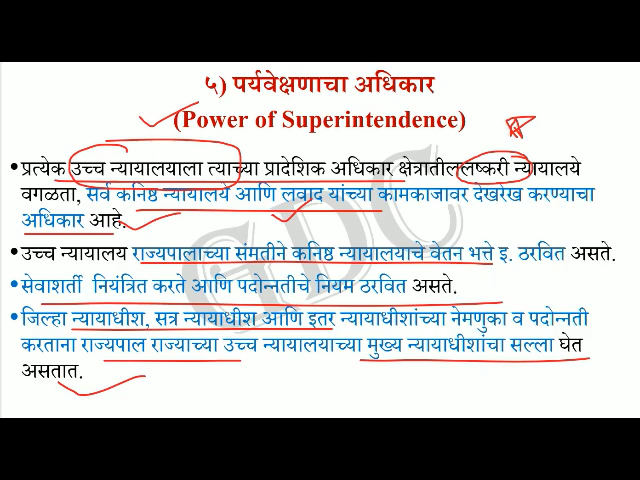 ५) पर्यवेक्षणाचा अधिकार
(Power of Superintendence)
•प्रत्येक उच्च न्यायालयाला त्याच्या प्रादेशिक अधिकार क्षेत्रातील लष्करी न्यायालये
वगळता, सर्व कनिष्ठ न्यायालये आणि लवाद यांच्या कामकाजावर देखरेख करण्याचा
अधिकार आहे.
•उच्च न्यायालय राज्यपालाच्या संमतीने कनिष्ठ न्यायालयाचे वेतन भत्ते इ. ठरवित असते.
•सेवाशर्ती नियंत्रित करते आणि पदोन्नतीचे नियम ठरवित असते.
•जिल्हा न्यायाधीश, सत्र न्यायाधीश आणि इतर न्यायाधीशांच्या नेमणुका व पदोन्नती
करताना राज्यपाल राज्याच्या उच्च न्यायालयाच्या मुख्य न्यायाधीशांचा सल्ला घेत
असतात.
GDC